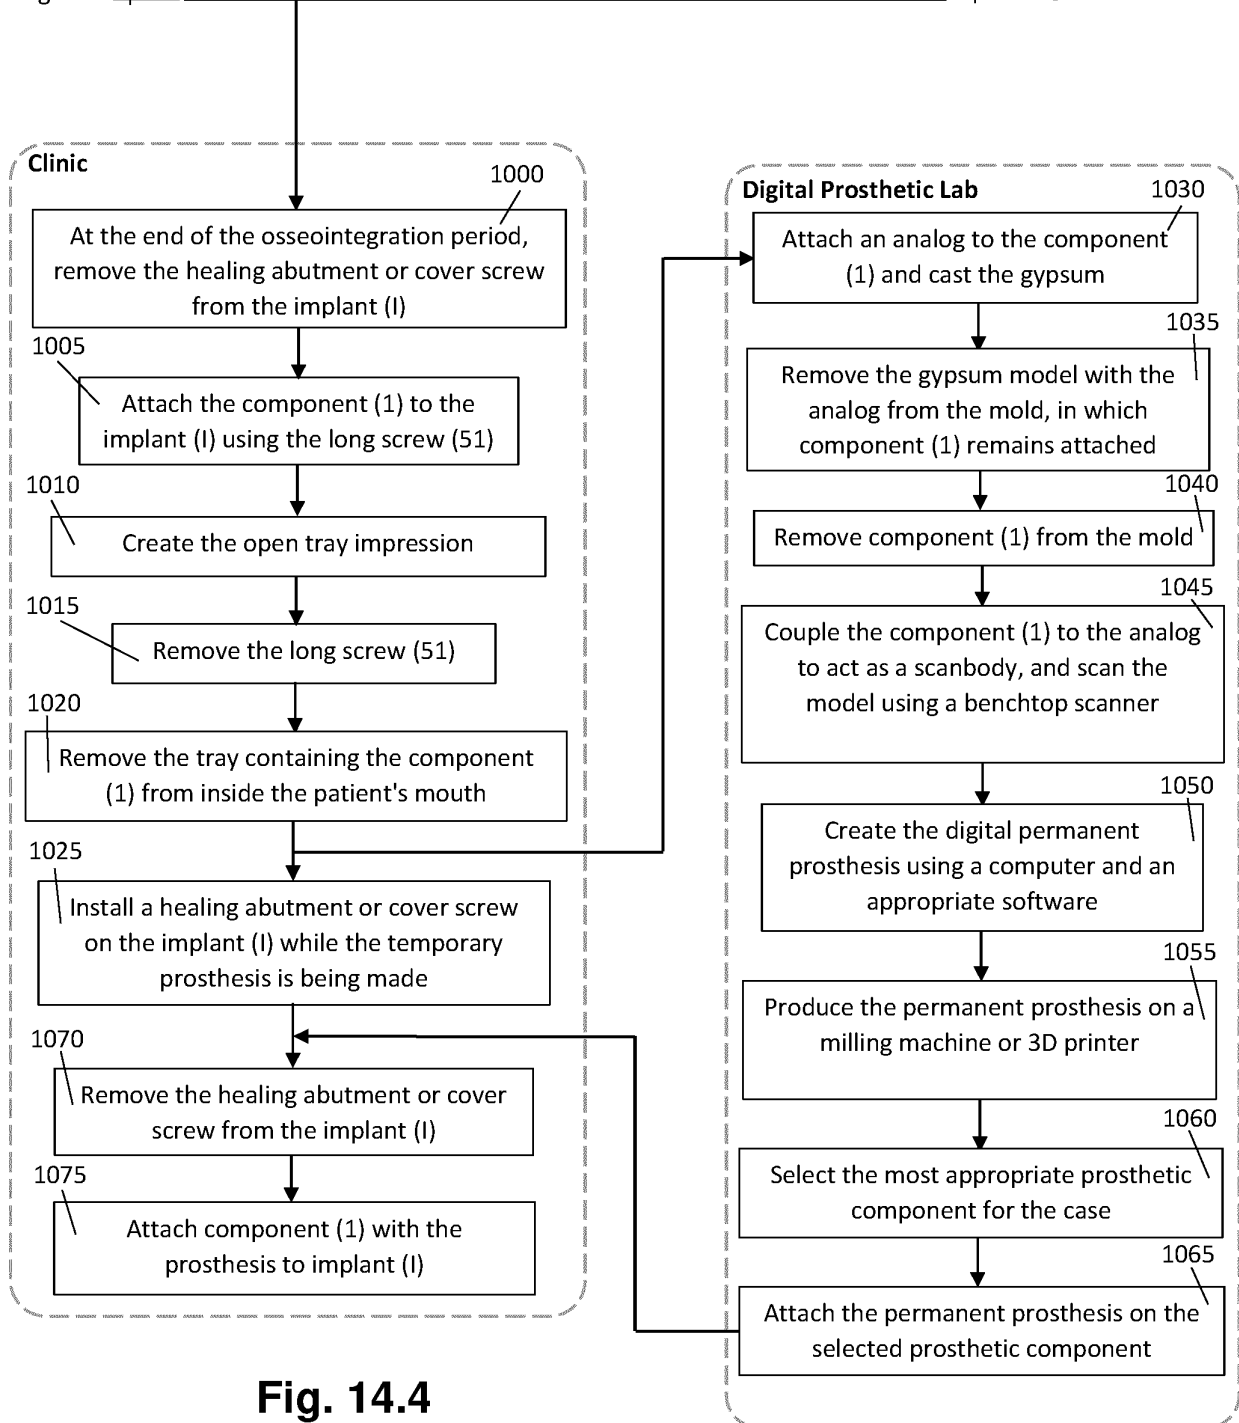 Clinic
1000
At the end of the osseointegration period,
remove the healing abutment or cover screw
from the implant (I)
1005
Attach the component (1) to the
implant (I) using the long screw (51)
1010
Create the open tray impression
1015
Remove the long screw (51)
1020
Remove the tray containing the component
(1) from inside the patient's mouth
1025
Install a healing abutment or cover screw
on the implant (I) while the temporary
prosthesis is being made
1070
Remove the healing abutment or cover
screw from the implant (I)
1075
Attach component (1) with the
prosthesis to implant (I)
Digital Prosthetic Lab
1030
Attach an analog to the component
(1) and cast the gypsum
1035
Remove the gypsum model with the
analog from the mold, in which
component (1) remains attached
1040
Remove component (1) from the mold
1045
Couple the component (1) to the analog
to act as a scanbody, and scan the
model using a benchtop scanner
1050
Create the digital permanent
prosthesis using a computer and an
appropriate software
1055
Produce the permanent prosthesis on a
milling machine or 3D printer
1060
Select the most appropriate prosthetic
component for the case
1065
Attach the permanent prosthesis on the
selected prosthetic component
Fig. 14.4